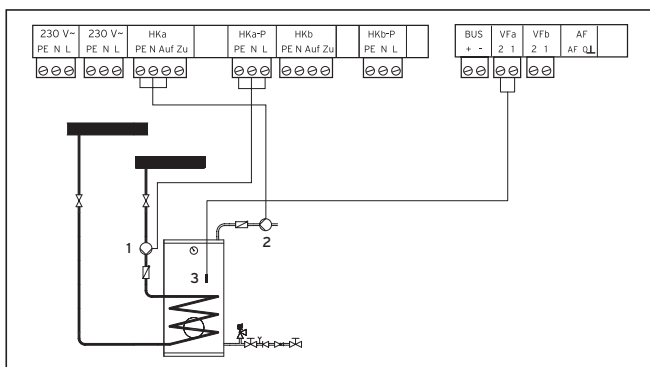 230 V~ 230 V~ HKa HKa-P HKb HKb-P BUS VFa VFb AF
PE N L PE N L PE N Auf Zu PE N L PE N Auf Zu PE N L + - 2 1 2 1 AF 0
1
2
3